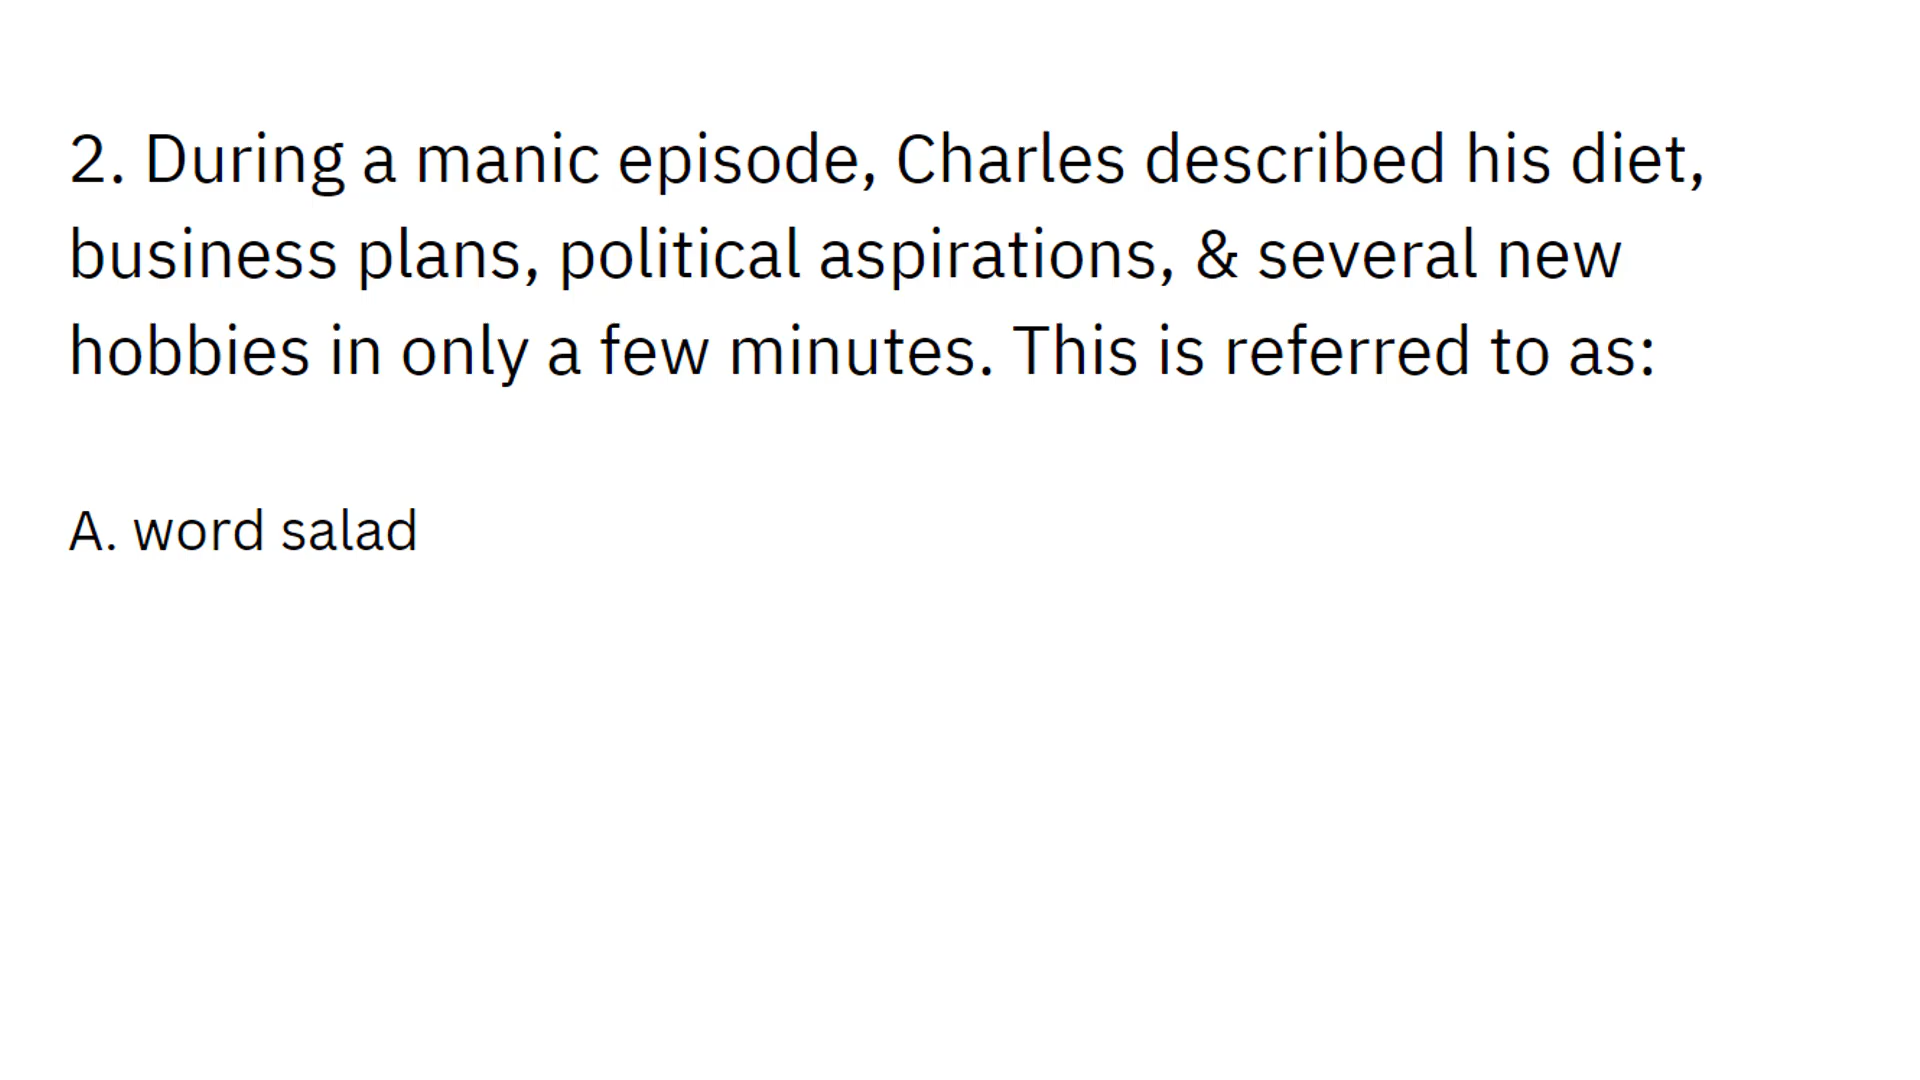 2. During a manic episode, Charles described his diet,
business plans, political aspirations, & several new
hobbies in only a few minutes. This is referred to as:
A. word salad